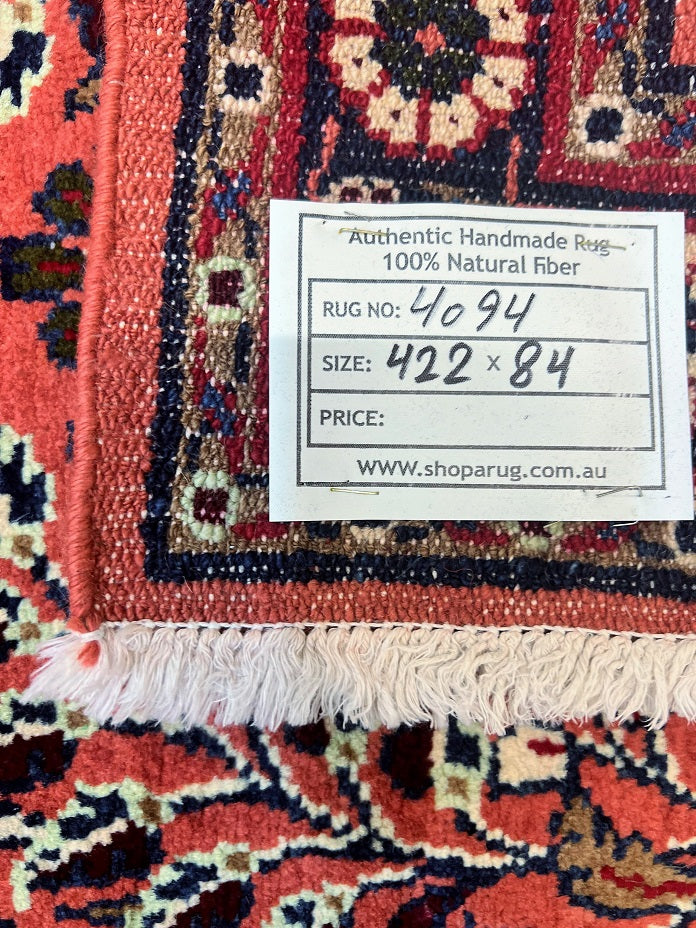 Authentic Handmade Rug
100% Natural Fiber
RUG NO: 4094
SIZE: 422 x 84
PRICE:
WWW.shoparug.com.au